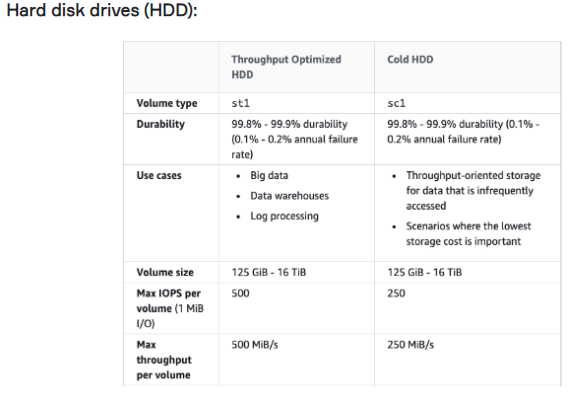 Hard disk drives (HDD):
Throughput Optimized
HDD
Cold HDD
Volume type
st1
sc1
Durability
99.8% - 99.9% durability
(0.1% - 0.2% annual failure
rate)
99.8% - 99.9% durability (0.1% -
0.2% annual failure rate)
Use cases
• Big data
• Data warehouses
• Log processing
• Throughput-oriented storage
for data that is infrequently
accessed
• Scenarios where the lowest
storage cost is important
Volume size
125 GiB - 16 TiB
125 GiB - 16 TiB
Max IOPS per
volume (1 MiB
I/O)
500
250
Max
throughput
per volume
500 MiB/s
250 MiB/s